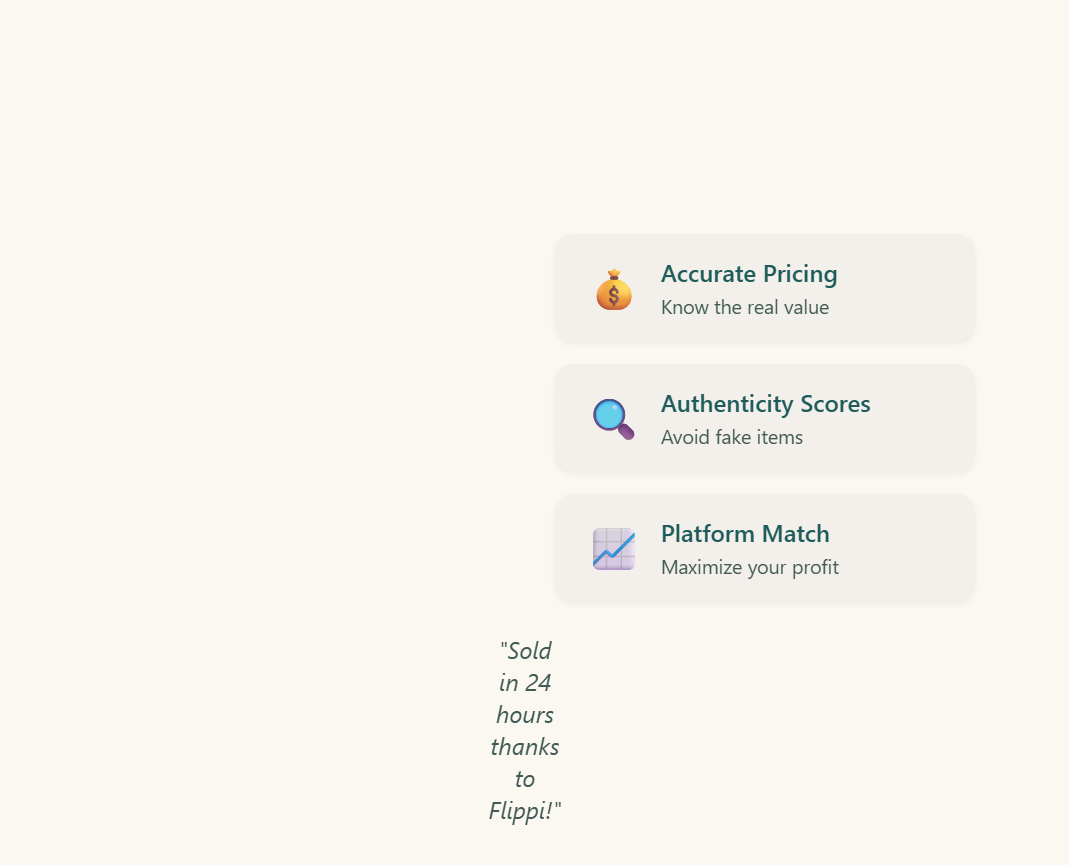 Accurate Pricing
Know the real value
Authenticity Scores
Avoid fake items
Platform Match
Maximize your profit
"Sold
in 24
hours
thanks
to
Flippi!"